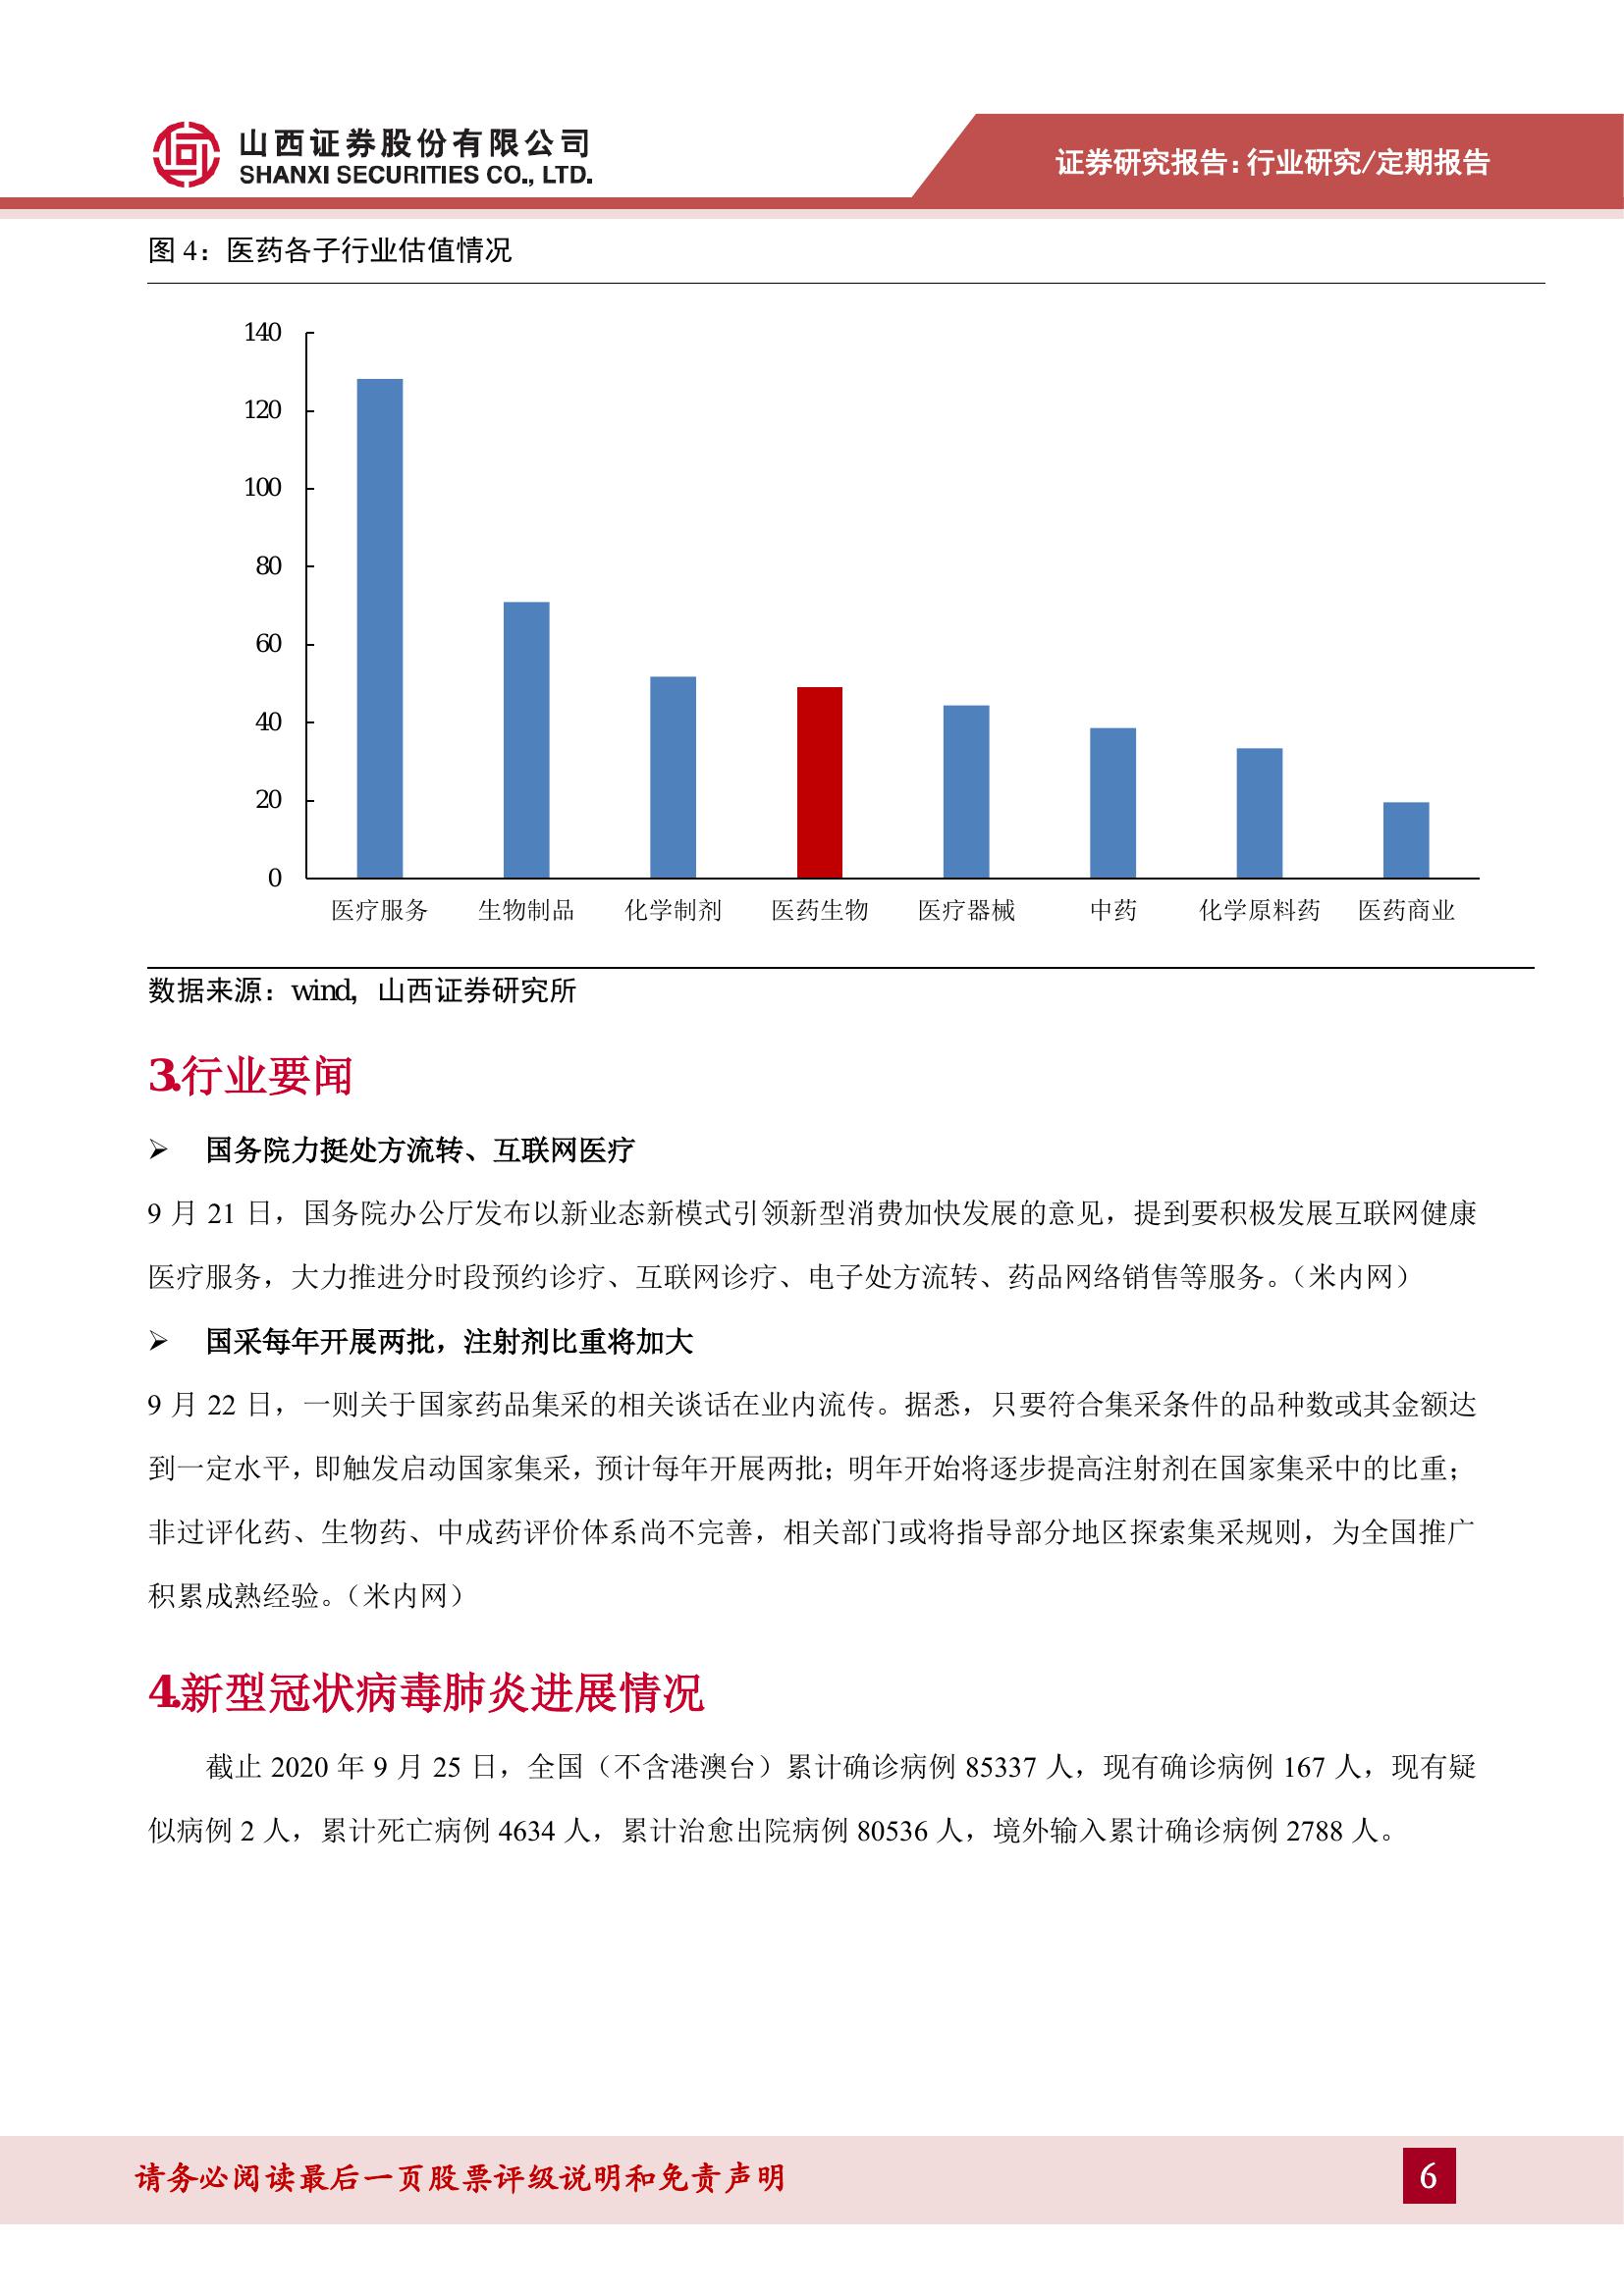 山西证券股份有限公司
SHANXI SECURITIES CO., LTD.
证券研究报告：行业研究/定期报告
图 4：医药各子行业估值情况
140
120
100
80
60
40
20
0
医疗服务 生物制品 化学制剂 医药生物 医疗器械 中药 化学原料药 医药商业
数据来源：wind，山西证券研究所
3.行业要闻
➢ 国务院力挺处方流转、互联网医疗
9 月 21 日，国务院办公厅发布以新业态新模式引领新型消费加快发展的意见，提到要积极发展互联网健康
医疗服务，大力推进分时段预约诊疗、互联网诊疗、电子处方流转、药品网络销售等服务。（米内网）
➢ 国采每年开展两批，注射剂比重将加大
9 月 22 日，一则关于国家药品集采的相关谈话在业内流传。据悉，只要符合集采条件的品种数或其金额达
到一定水平，即触发启动国家集采，预计每年开展两批；明年开始将逐步提高注射剂在国家集采中的比重；
非过评化药、生物药、中成药评价体系尚不完善，相关部门或将指导部分地区探索集采规则，为全国推广
积累成熟经验。（米内网）
4.新型冠状病毒肺炎进展情况
截止 2020 年 9 月 25 日，全国（不含港澳台）累计确诊病例 85337 人，现有确诊病例 167 人，现有疑
似病例 2 人，累计死亡病例 4634 人，累计治愈出院病例 80536 人，境外输入累计确诊病例 2788 人。
请务必阅读最后一页股票评级说明和免责声明
6